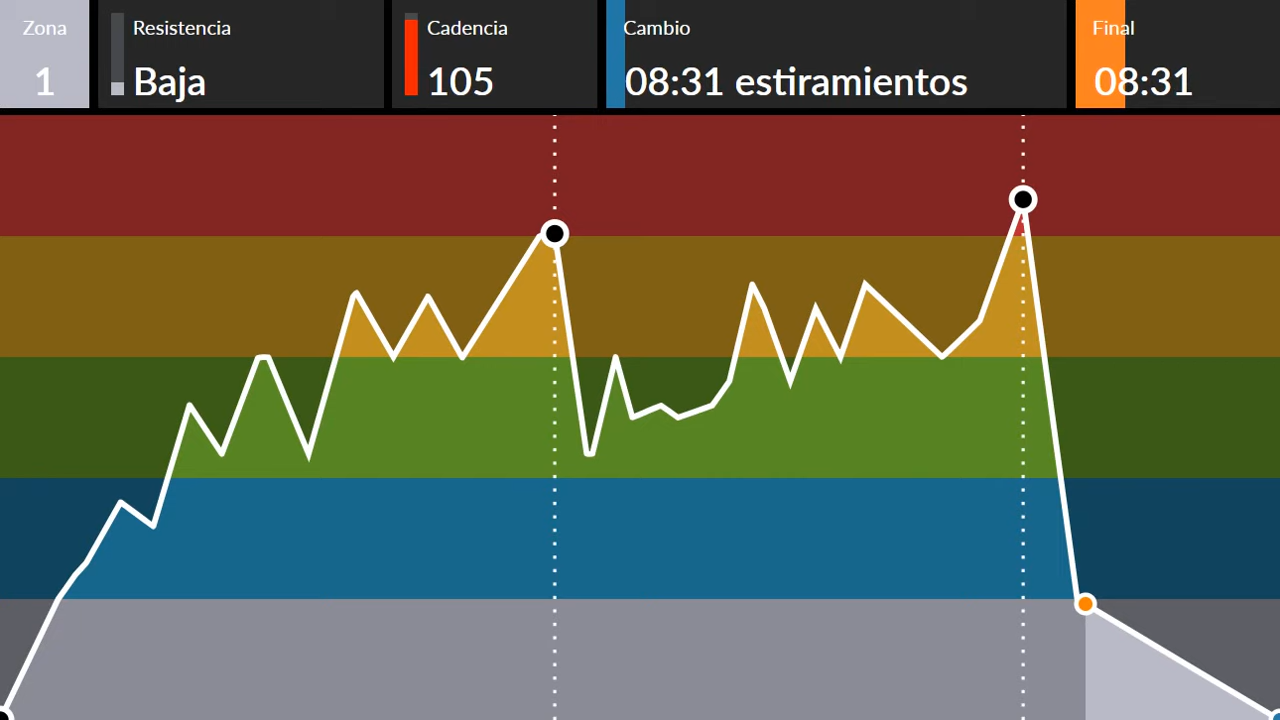 Zona
1
Resistencia
Baja
Cadencia
105
Cambio
08:31 estiramientos
Final
08:31